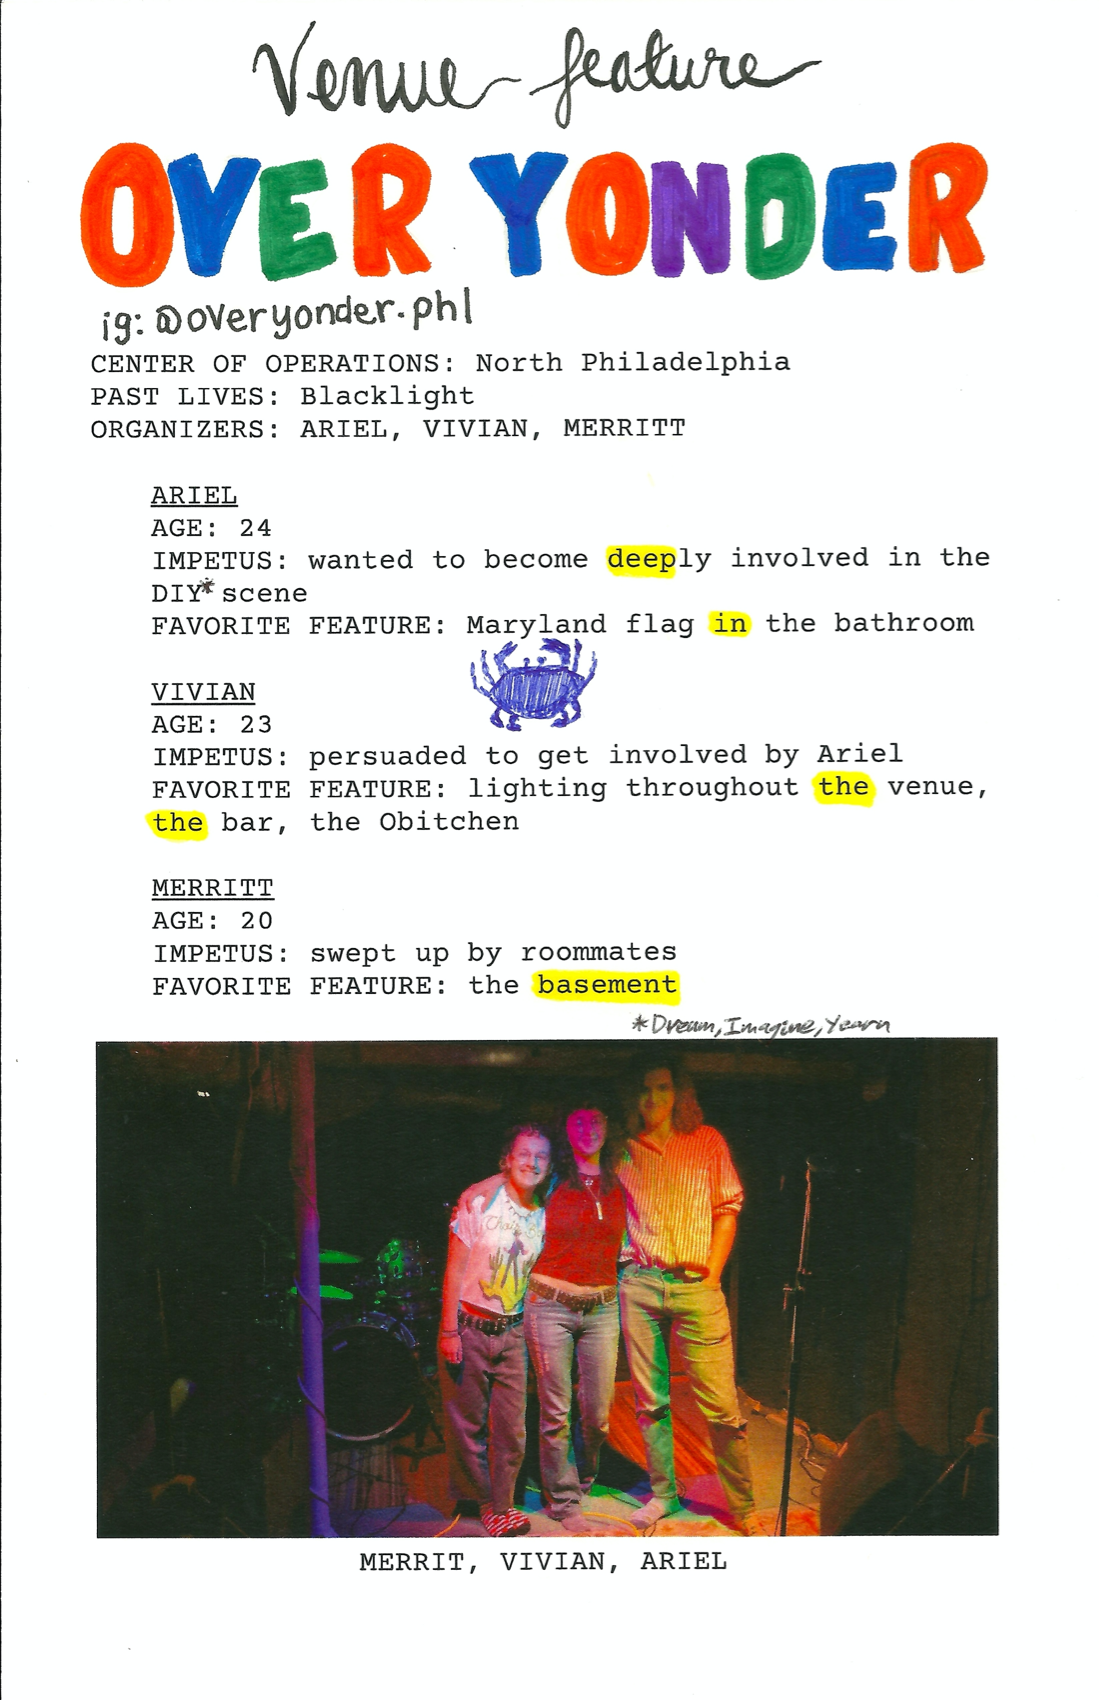 Venue feature
OVER YONDER
ig: @overyonder.phl
CENTER OF OPERATIONS: North Philadelphia
PAST LIVES: Blacklight
ORGANIZERS: ARIEL, VIVIAN, MERRITT
ARIEL
AGE: 24
IMPETUS: wanted to become deeply involved in the
DIY* scene
FAVORITE FEATURE: Maryland flag in the bathroom
VIVIAN
AGE: 23
IMPETUS: persuaded to get involved by Ariel
FAVORITE FEATURE: lighting throughout the venue,
the bar, the Obitchen
MERRITT
AGE: 20
IMPETUS: swept up by roommates
FAVORITE FEATURE: the basement
*Dream, Imagine, Yearn
MERRIT, VIVIAN, ARIEL